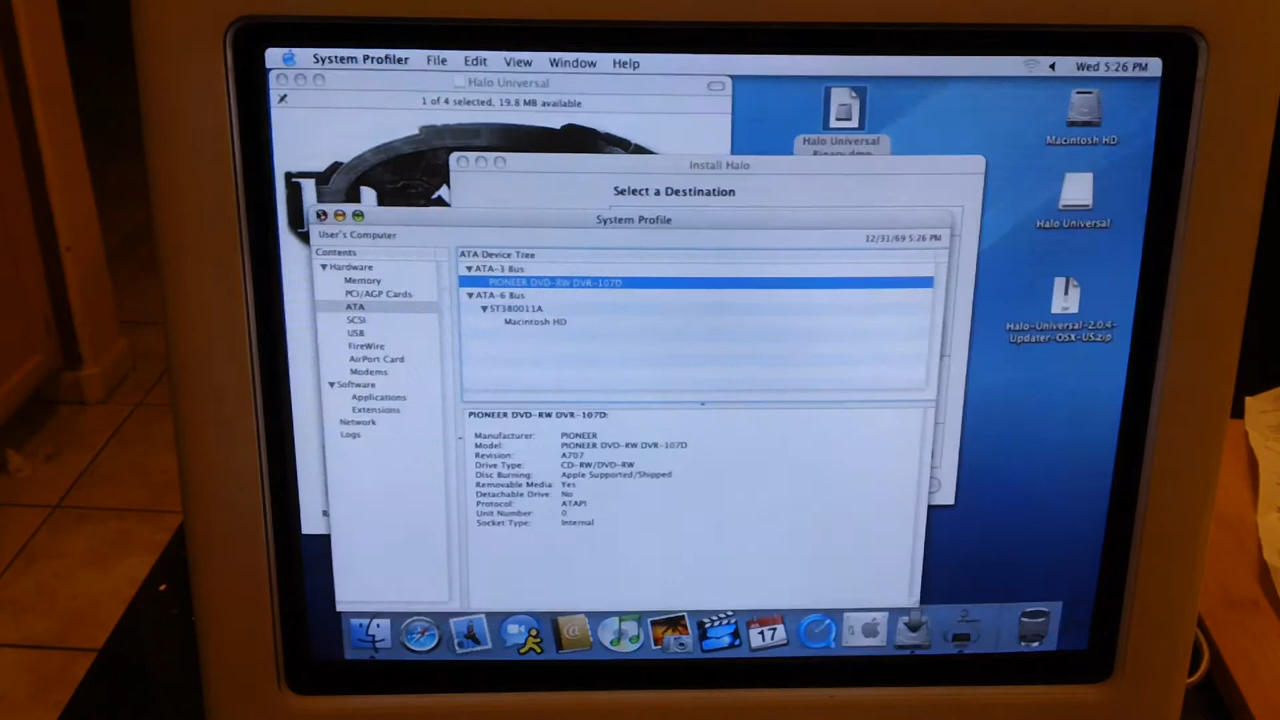 System Profiler File Edit View Window Help
Wed 5:26 PM
Halo Universal
1 of 4 selected, 19.8 MB available
Halo Universal
Binary.dmg
Macintosh HD
Halo Universal
Halo-Universal-2.0.4-
Updater-OSX-US.zip
Install Halo
Select a Destination
System Profile
User's Computer
12/31/69 5:26 PM
Contents
Hardware
Memory
PCI/AGP Cards
ATA
SCSI
USB
FireWire
AirPort Card
Modems
Software
Applications
Extensions
Network
Logs
ATA Device Tree
ATA-3 Bus
PIONEER DVD-RW DVR-107D
ATA-6 Bus
ST380011A
Macintosh HD
PIONEER DVD-RW DVR-107D:
Manufacturer: PIONEER
Model: PIONEER DVD-RW DVR-107D
Revision: A707
Drive Type: CD-RW/DVD-RW
Disc Burning: Apple Supported/Shipped
Removable Media: Yes
Detachable Drive: No
Protocol: ATAPI
Unit Number: 0
Socket Type: Internal
17